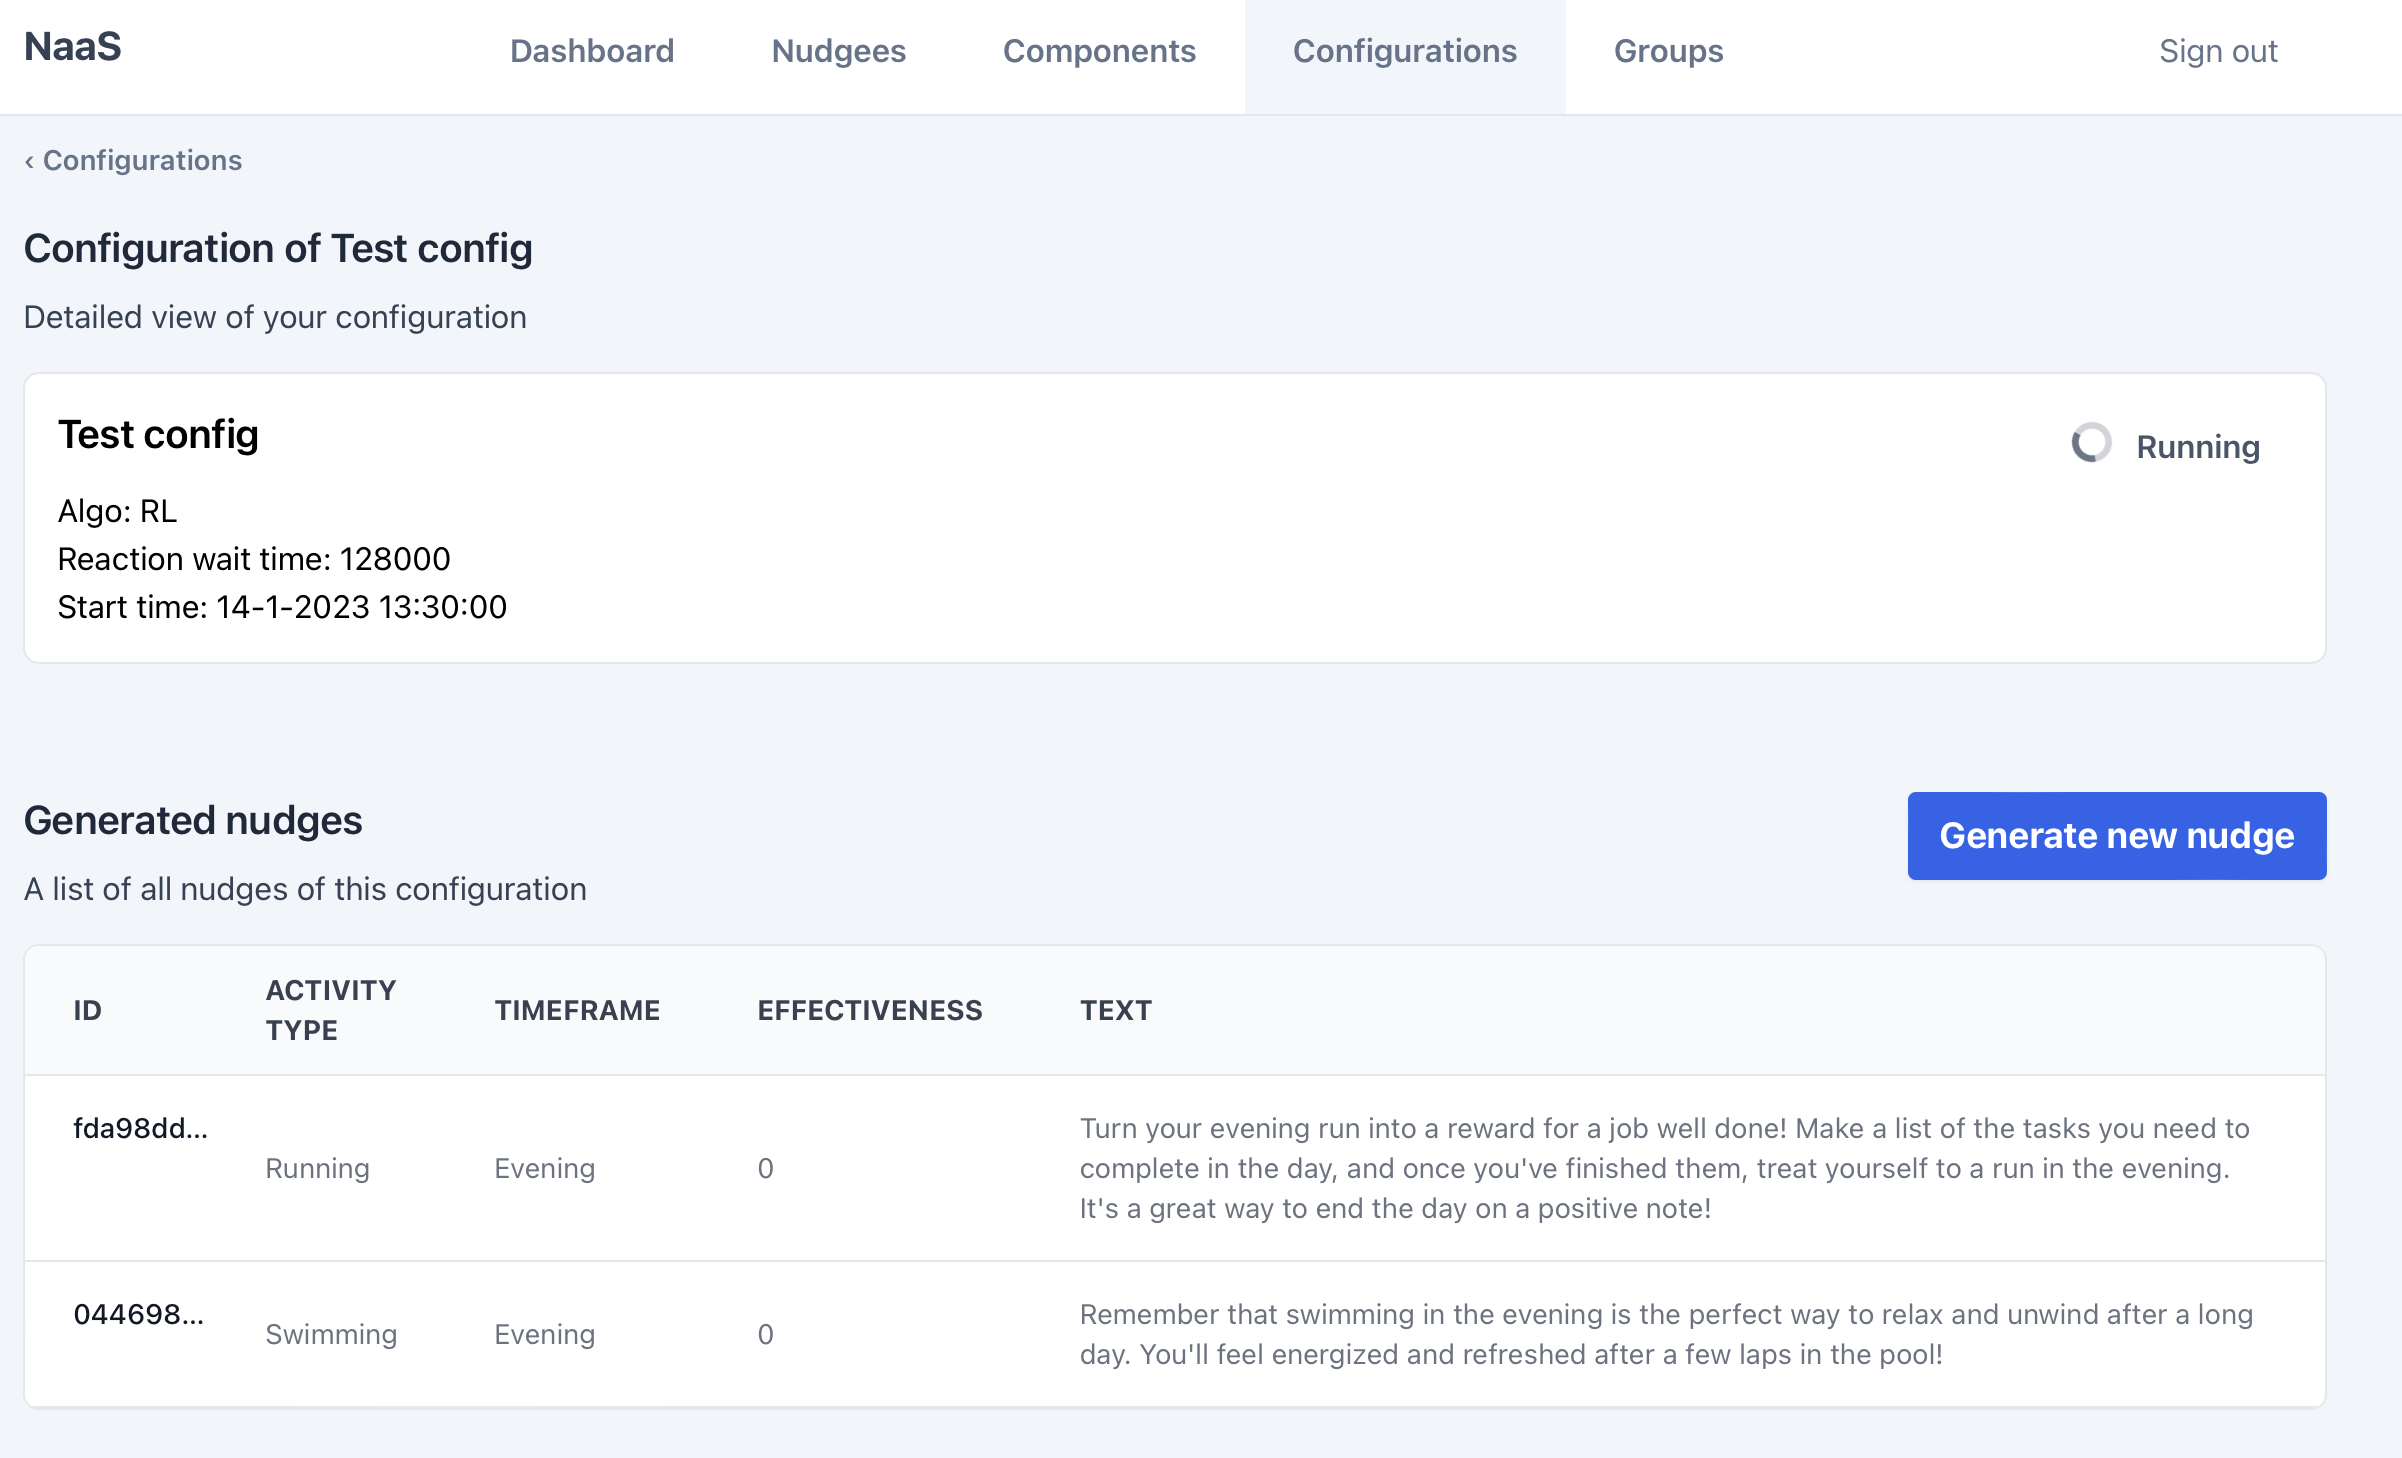 NaaS
Dashboard
Nudgees
Components
Configurations
Groups
Sign out
‹ Configurations
Configuration of Test config
Detailed view of your configuration
Test config
Running
Algo: RL
Reaction wait time: 128000
Start time: 14-1-2023 13:30:00
Generated nudges
Generate new nudge
A list of all nudges of this configuration
ID
ACTIVITY
TYPE
TIMEFRAME
EFFECTIVENESS
TEXT
fda98dd...
Running
Evening
0
Turn your evening run into a reward for a job well done! Make a list of the tasks you need to
complete in the day, and once you've finished them, treat yourself to a run in the evening.
It's a great way to end the day on a positive note!
044698...
Swimming
Evening
0
Remember that swimming in the evening is the perfect way to relax and unwind after a long
day. You'll feel energized and refreshed after a few laps in the pool!